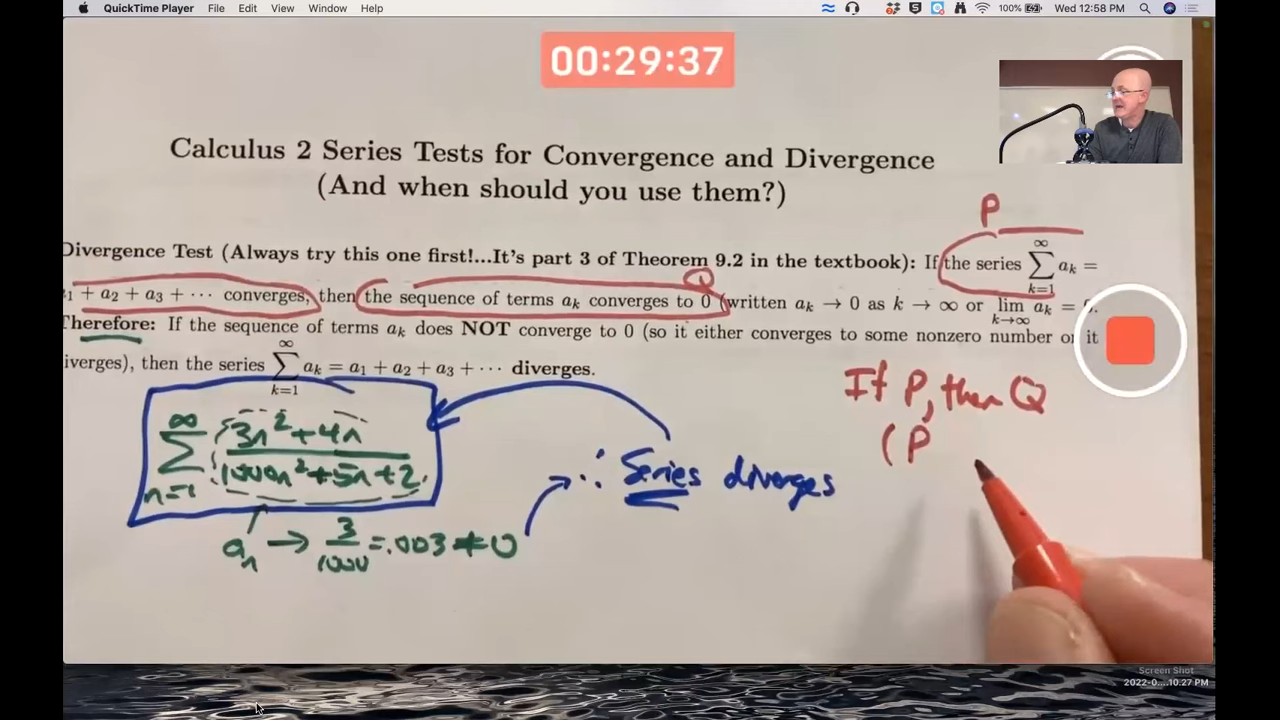 QuickTime Player File Edit View Window Help 100% Wed 12:58 PM
00:29:37
Calculus 2 Series Tests for Convergence and Divergence
(And when should you use them?)
P
Divergence Test (Always try this one first!...It's part 3 of Theorem 9.2 in the textbook): If the series ∑_{k=1}^{∞} a_k =
Q
+ a_2 + a_3 + ⋯ converges, then the sequence of terms a_k converges to 0 (written a_k → 0 as k → ∞ or lim_{k→∞} a_k =
Therefore: If the sequence of terms a_k does NOT converge to 0 (so it either converges to some nonzero number or it
iverges), then the series ∑_{k=1}^{∞} a_k = a_1 + a_2 + a_3 + ⋯ diverges.
If P, then Q
(P
∑_{n=1}^{∞} (3n²+4n)/(1000n²+5n+2)
∴ Series diverges
a_n → 3/1000 = .003 ≠ 0
Screen Shot
2022-0....10.27 PM